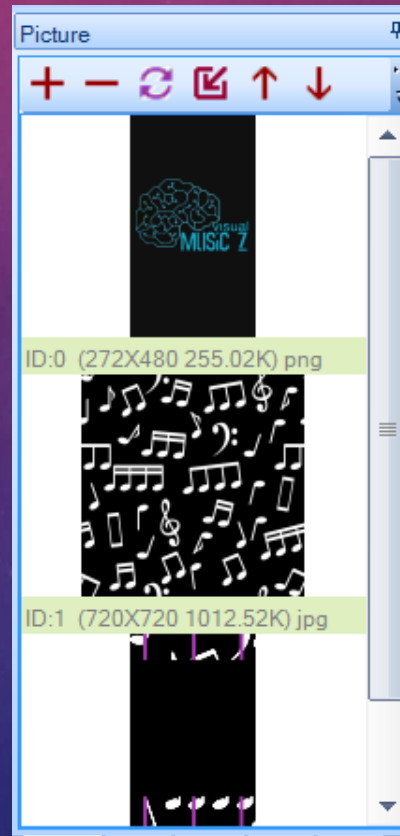 Picture
visual
MUSiC Z
ID:0 (272X480 255.02K) png
ID:1 (720X720 1012.52K) jpg